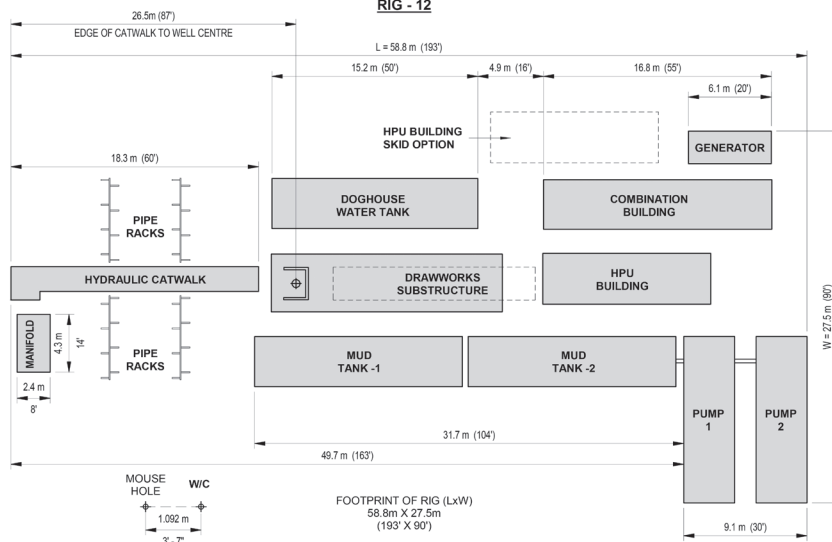 RIG - 12
26.5m (87')
EDGE OF CATWALK TO WELL CENTRE
L = 58.8 m (193')
15.2 m (50')
4.9 m (16')
16.8 m (55')
6.1 m (20')
HPU BUILDING
SKID OPTION
GENERATOR
18.3 m (60')
PIPE
RACKS
DOGHOUSE
WATER TANK
COMBINATION
BUILDING
HYDRAULIC CATWALK
DRAWWORKS
SUBSTRUCTURE
HPU
BUILDING
W = 27.5 m (90')
MANIFOLD
4.3 m
14'
PIPE
RACKS
MUD
TANK -1
MUD
TANK -2
2.4 m
8'
PUMP
1
PUMP
2
31.7 m (104')
49.7 m (163')
MOUSE
HOLE
W/C
1.092 m
3' - 7"
FOOTPRINT OF RIG (LxW)
58.8m X 27.5m
(193' X 90')
9.1 m (30')